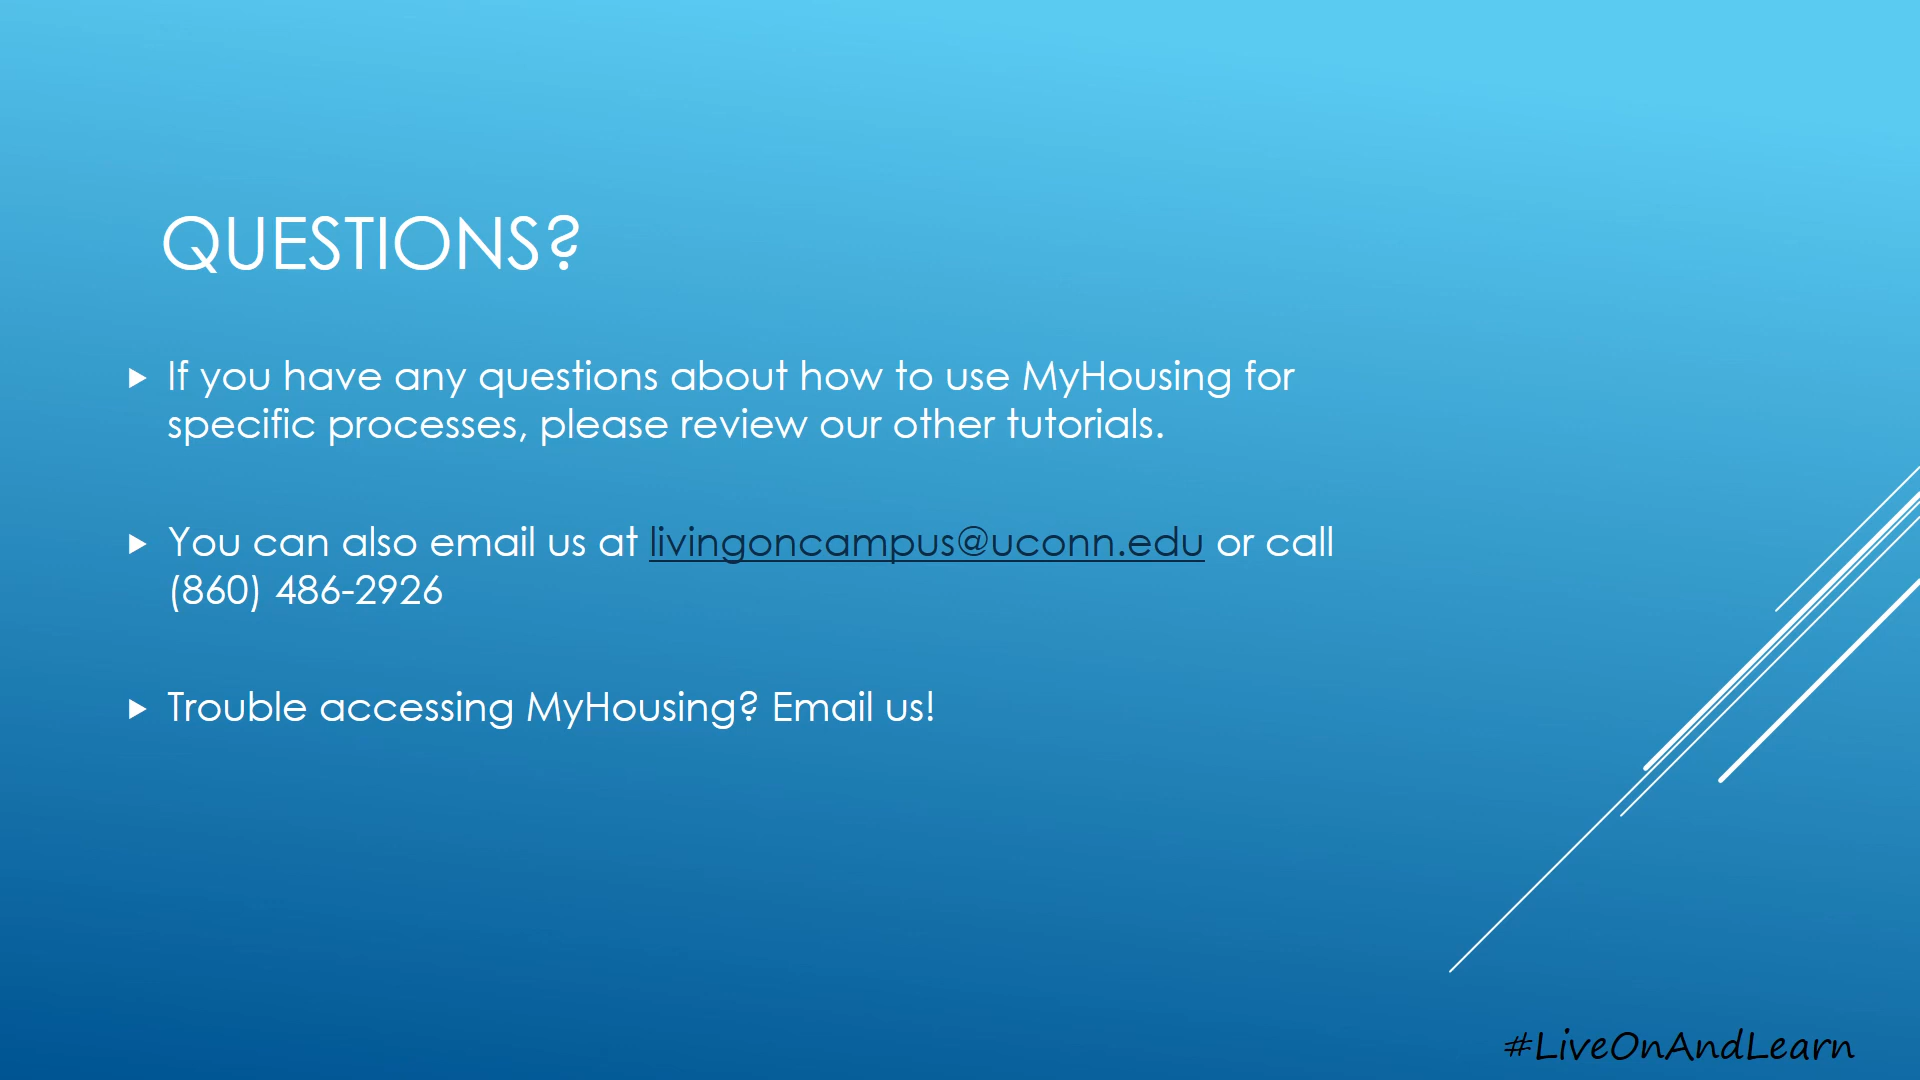 QUESTIONS?
If you have any questions about how to use MyHousing for
specific processes, please review our other tutorials.
You can also email us at livingoncampus@uconn.edu or call
(860) 486-2926
Trouble accessing MyHousing? Email us!
#LiveOnAndLearn